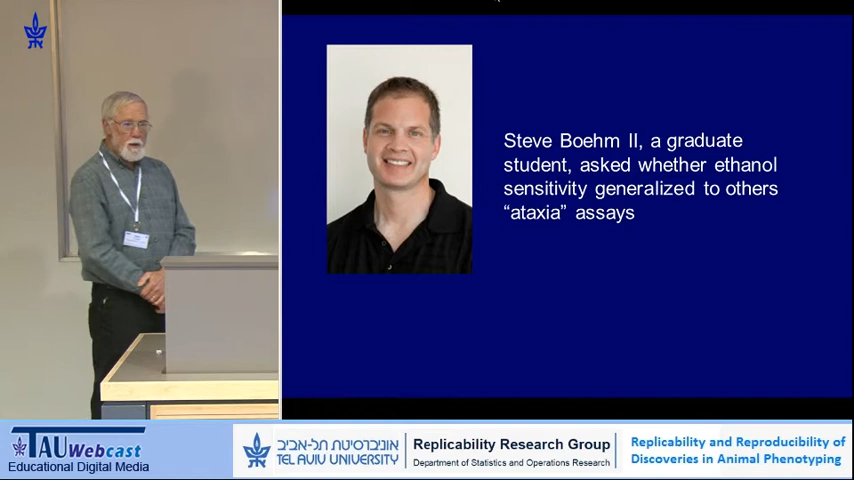 Steve Boehm II, a graduate
student, asked whether ethanol
sensitivity generalized to others
“ataxia” assays
TAU Webcast
Educational Digital Media
אוניברסיטת תל-אביב
TEL AVIV UNIVERSITY
Replicability Research Group
Department of Statistics and Operations Research
Replicability and Reproducibility of
Discoveries in Animal Phenotyping